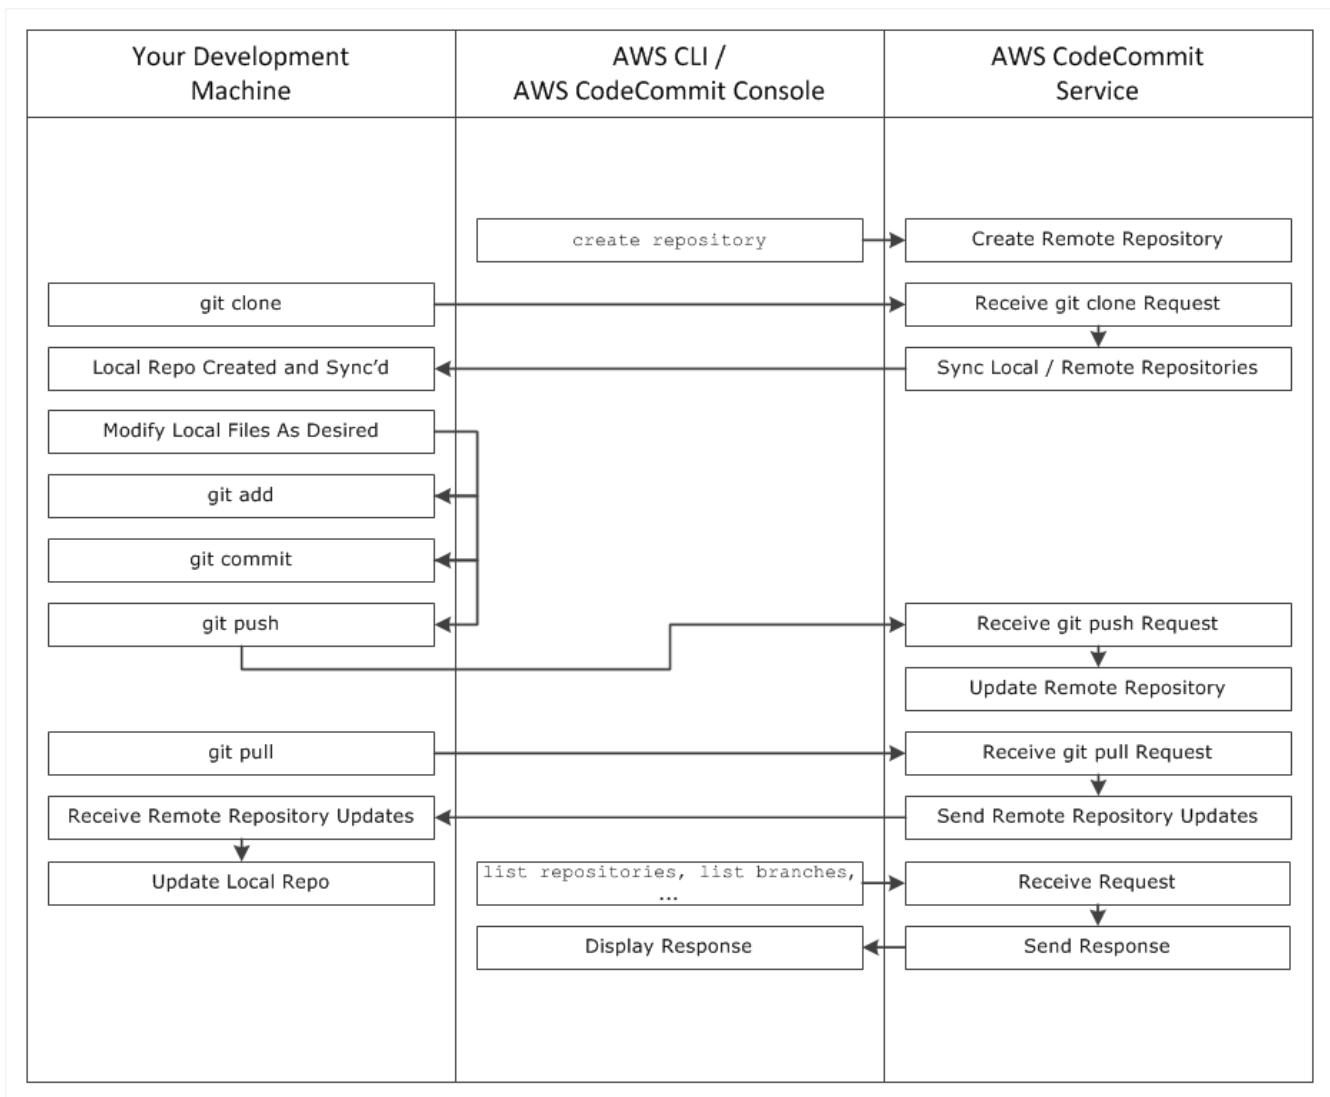 Your Development
Machine
AWS CLI /
AWS CodeCommit Console
AWS CodeCommit
Service
create repository
Create Remote Repository
git clone
Receive git clone Request
Local Repo Created and Sync’d
Sync Local / Remote Repositories
Modify Local Files As Desired
git add
git commit
git push
Receive git push Request
Update Remote Repository
git pull
Receive git pull Request
Receive Remote Repository Updates
Send Remote Repository Updates
Update Local Repo
list repositories, list branches,
...
Receive Request
Display Response
Send Response